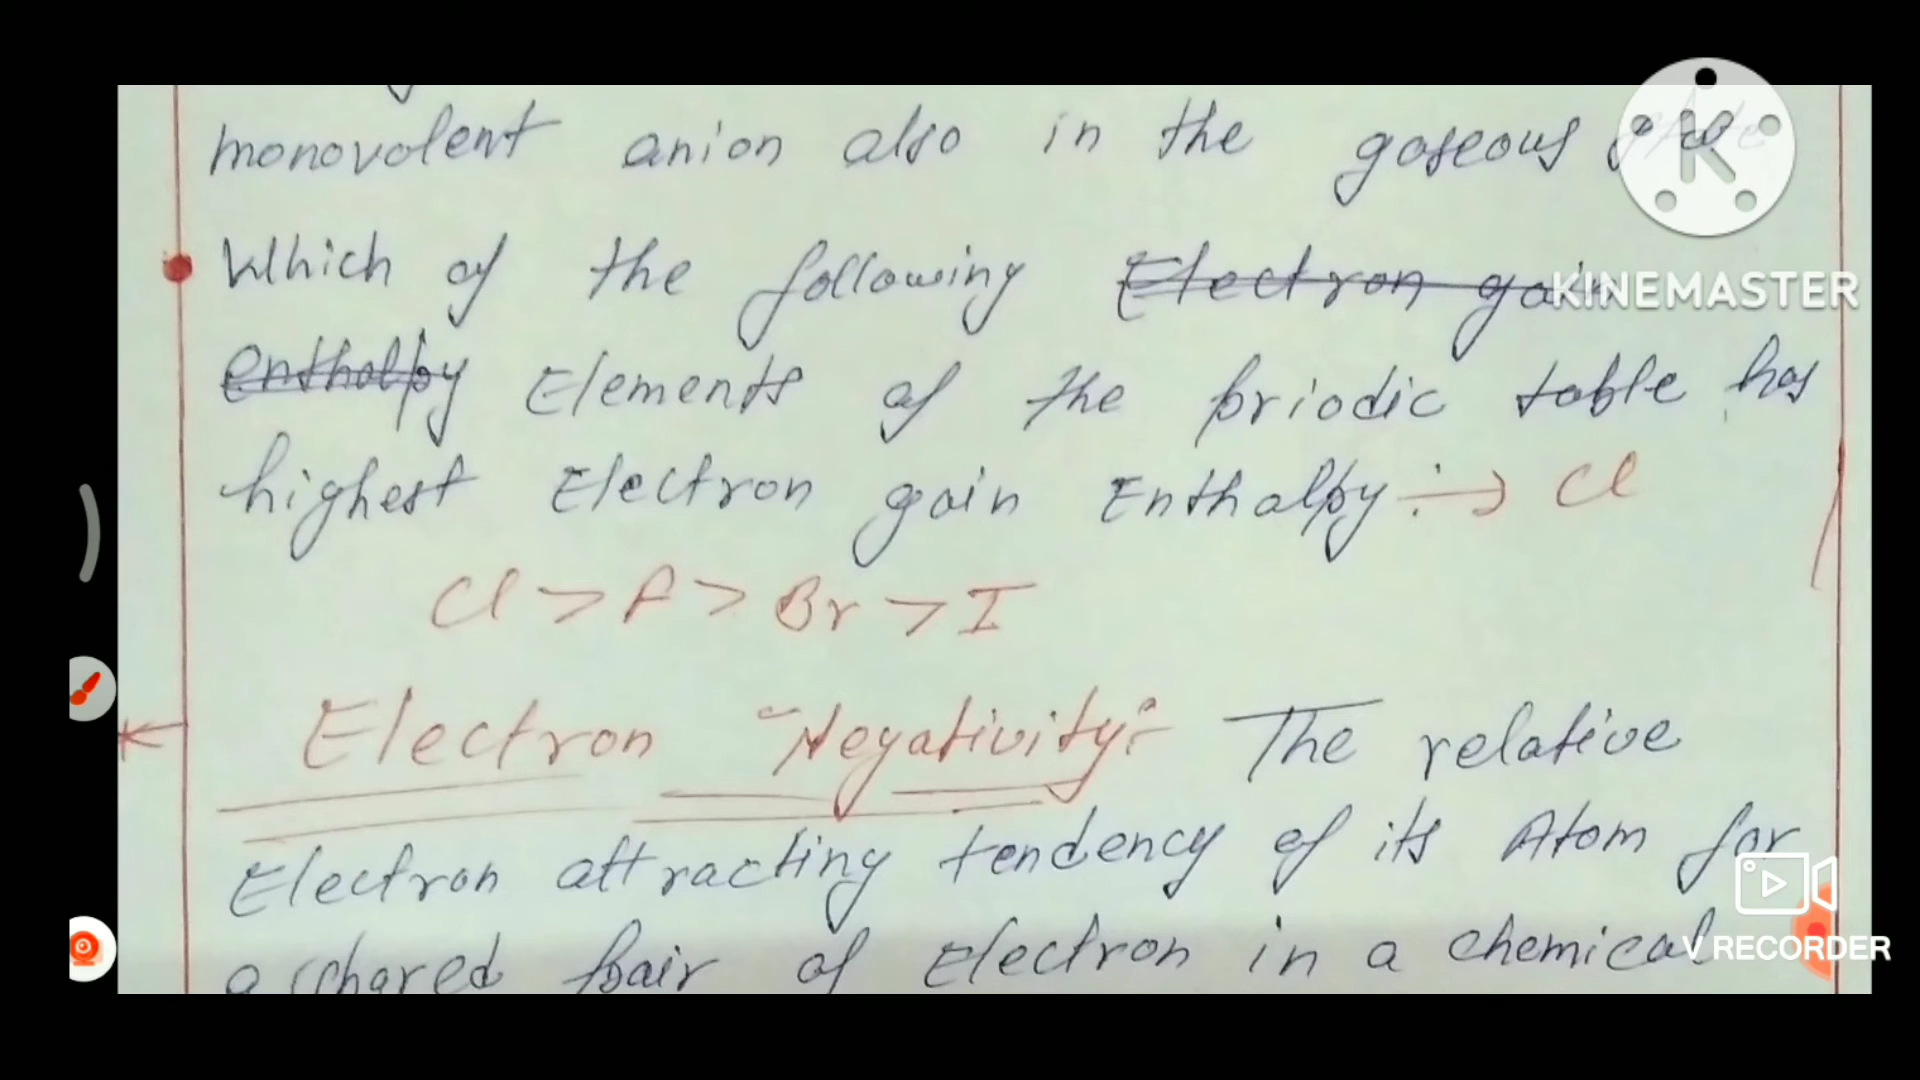 monovolent anion also in the gaseous state
Which of the following Electron gain
enthalpy Elements of the priodic table has
highest Electron gain Enthalpy :→ Cl
Cl > F > Br > I
Electron Negativity:- The relative
Electron attracting tendency of its Atom for
a shared pair of Electron in a chemical
K
KINEMASTER
V RECORDER